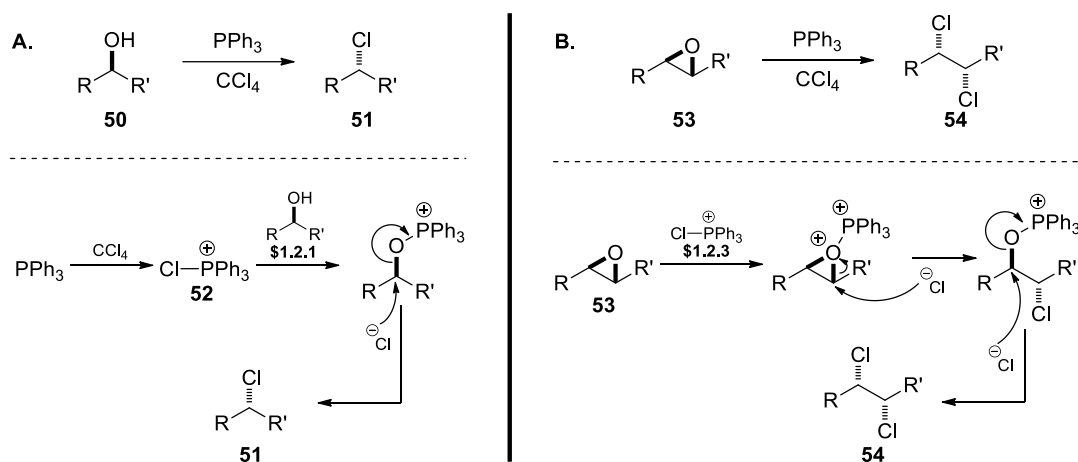 A.
OH
R R'
50
PPh3
CCl4
Cl
R R'
51
PPh3
CCl4
Cl—PPh3
⊕
52
OH
R R'
$1.2.1
⊕
O PPh3
R R'
⊖Cl
Cl
R R'
51
B.
O
R R'
53
PPh3
CCl4
Cl
R R'
Cl
54
O
R R'
53
⊕
Cl—PPh3
$1.2.3
⊕
PPh3
⊕
O
R R'
⊖Cl
⊕
O PPh3
R R'
Cl
⊖Cl
Cl
R R'
Cl
54